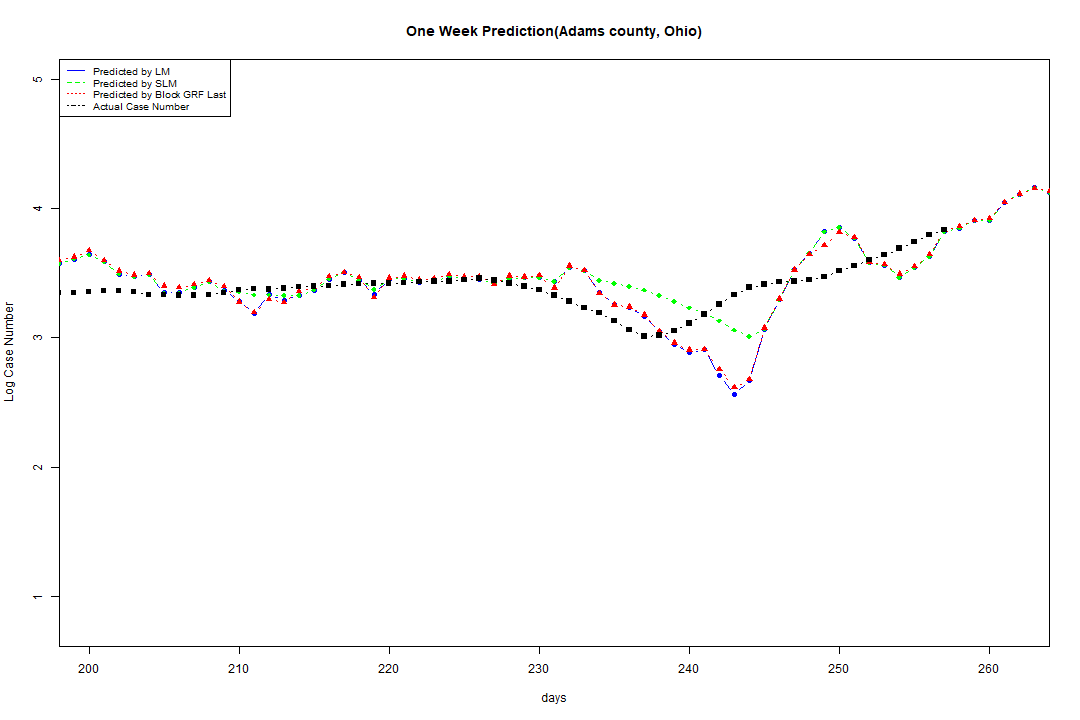 One Week Prediction(Adams county, Ohio)
Predicted by LM
Predicted by SLM
Predicted by Block GRF Last
Actual Case Number
5
4
3
2
1
Log Case Number
200 210 220 230 240 250 260
days